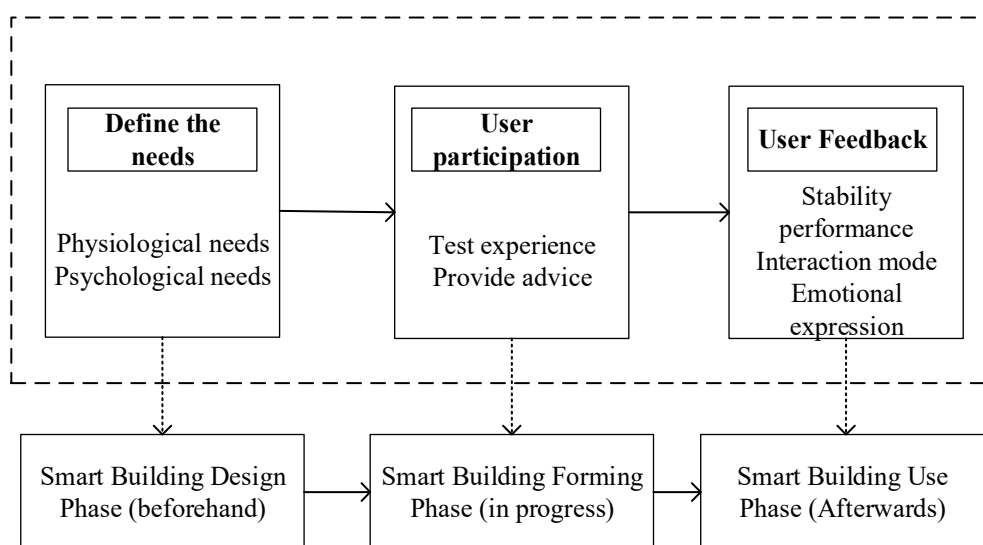 Define the
needs
Physiological needs
Psychological needs
User
participation
Test experience
Provide advice
User Feedback
Stability
performance
Interaction mode
Emotional
expression
Smart Building Design
Phase (beforehand)
Smart Building Forming
Phase (in progress)
Smart Building Use
Phase (Afterwards)